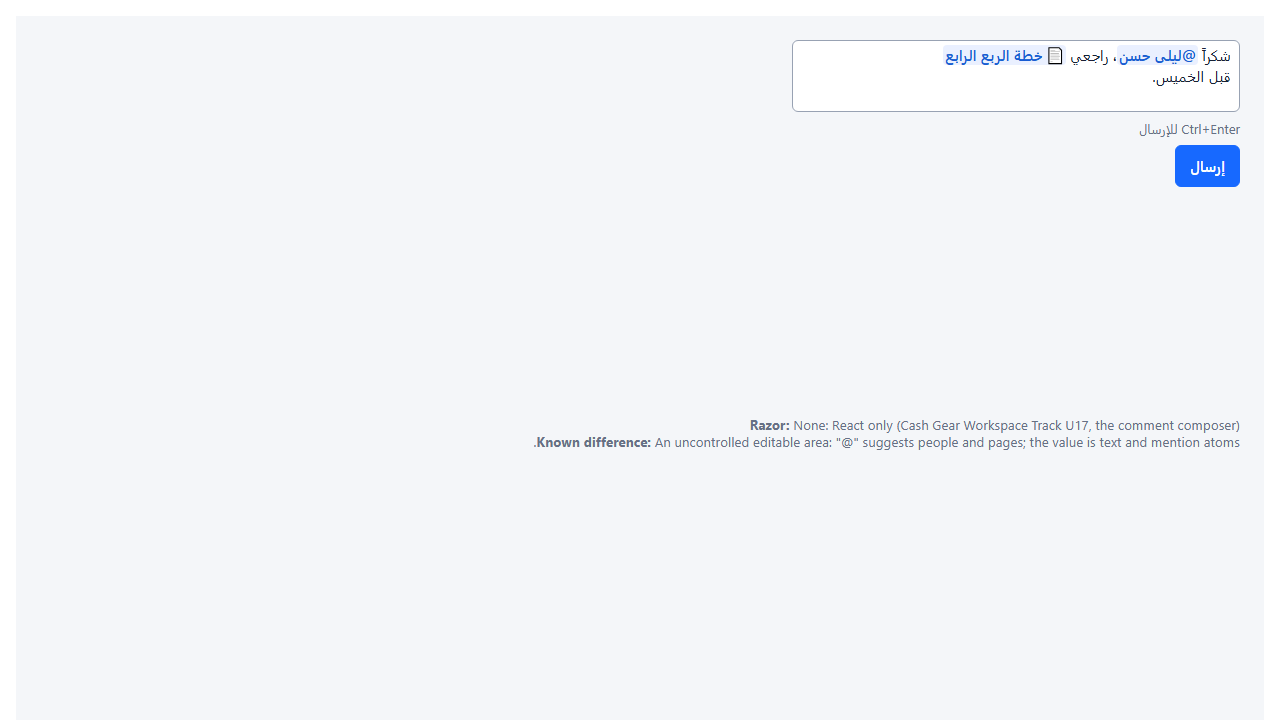 شكراً @ليلى حسن، راجعي 📄 خطة الربع الرابع
قبل الخميس.
Ctrl+Enter للإرسال
إرسال
Razor: None: React only (Cash Gear Workspace Track U17, the comment composer)
Known difference: An uncontrolled editable area: "@" suggests people and pages; the value is text and mention atoms.